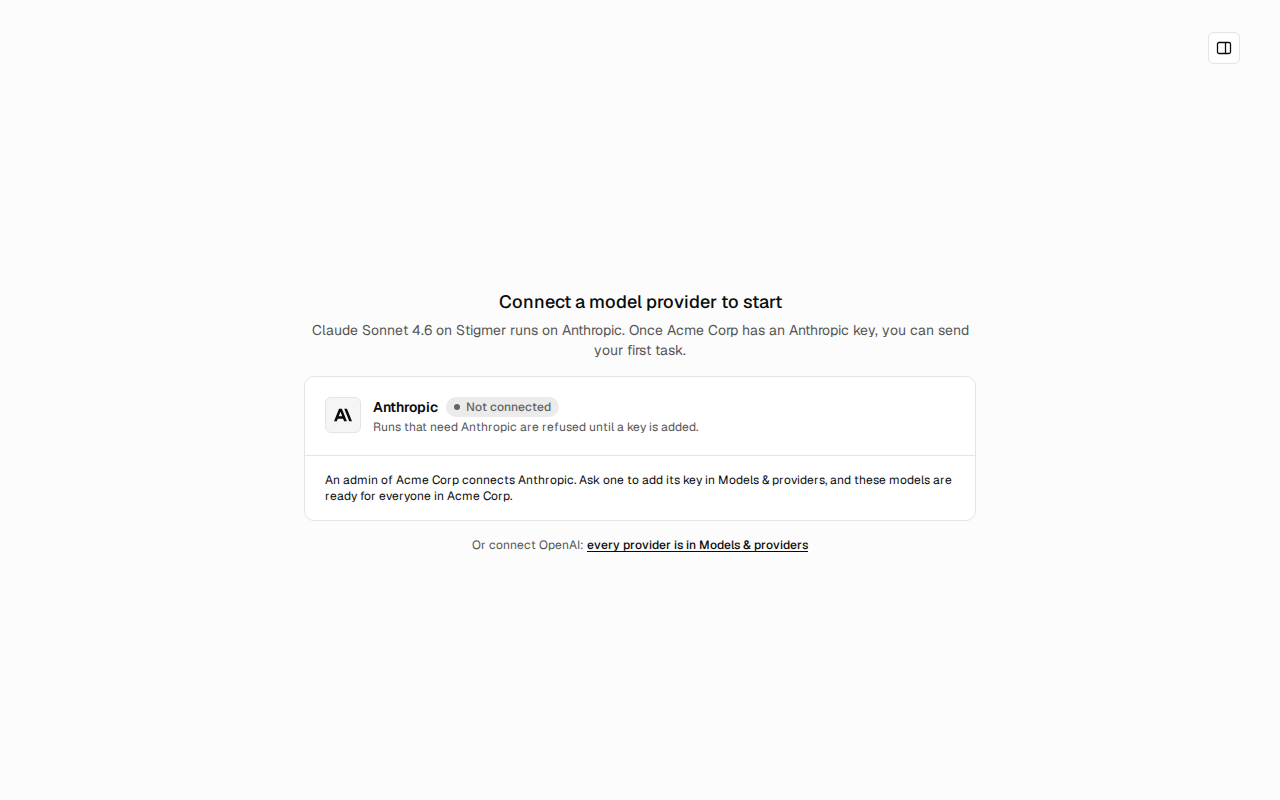 Connect a model provider to start
Claude Sonnet 4.6 on Stigmer runs on Anthropic. Once Acme Corp has an Anthropic key, you can send
your first task.
Anthropic
Not connected
Runs that need Anthropic are refused until a key is added.
An admin of Acme Corp connects Anthropic. Ask one to add its key in Models & providers, and these models are
ready for everyone in Acme Corp.
Or connect OpenAI: every provider is in Models & providers